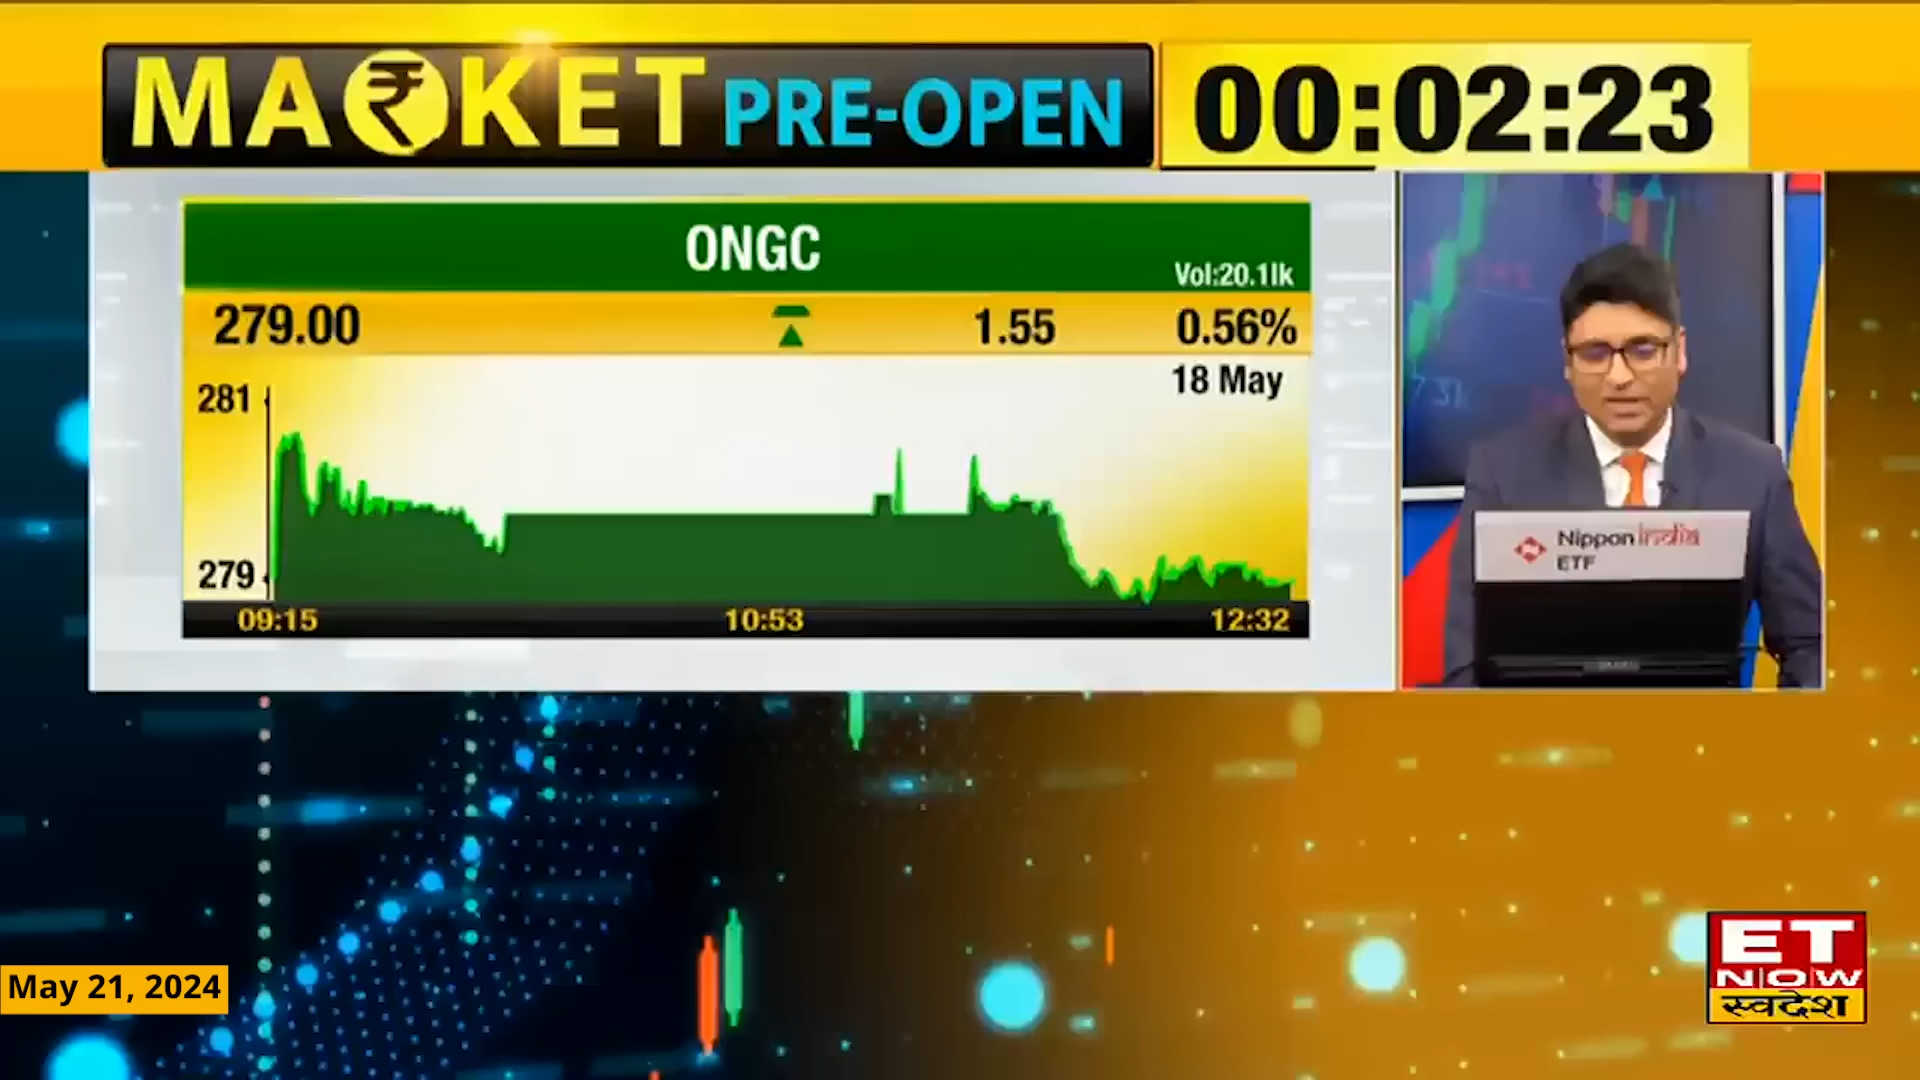 MA₹KET PRE-OPEN
00:02:23
ONGC
Vol:20.1lk
279.00
1.55
0.56%
18 May
281
279
09:15
10:53
12:32
Nippon india
ETF
May 21, 2024
ET
NOW
स्वदेश